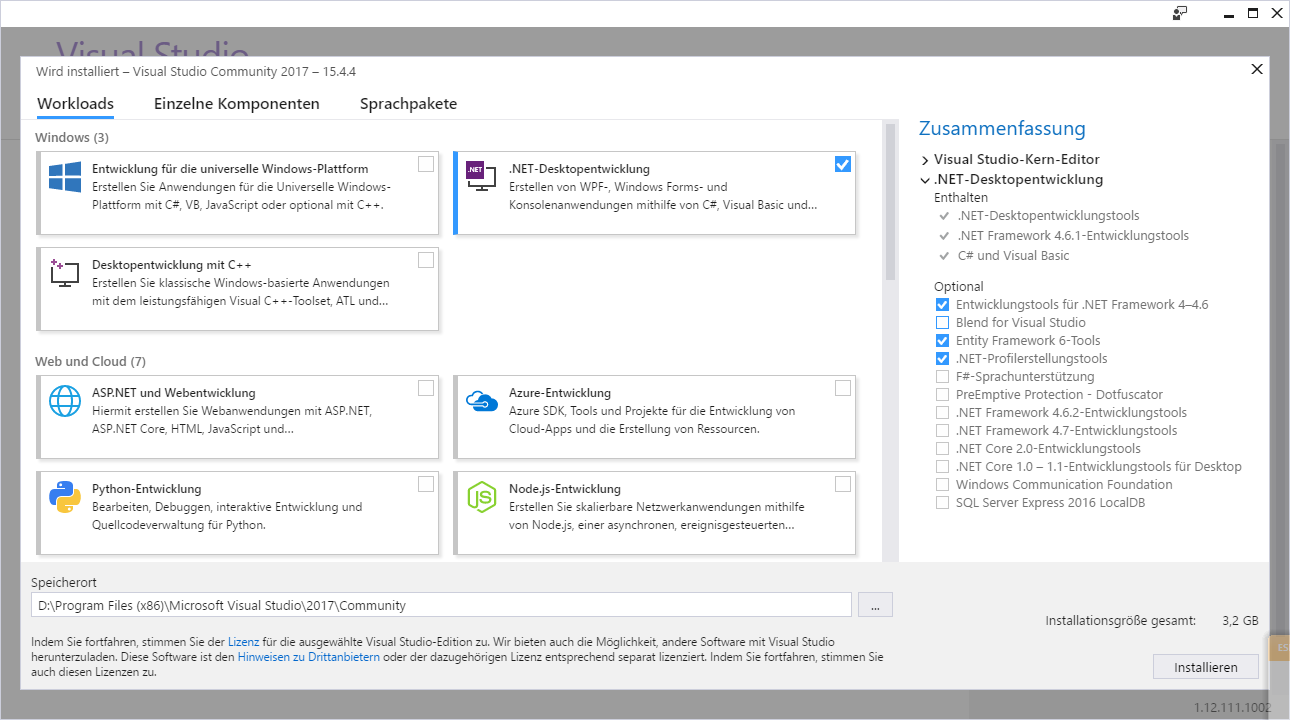 Visual Studio
Wird installiert – Visual Studio Community 2017 – 15.4.4
Workloads
Einzelne Komponenten
Sprachpakete
Windows (3)
Entwicklung für die universelle Windows-Plattform
Erstellen Sie Anwendungen für die Universelle Windows-
Plattform mit C#, VB, JavaScript oder optional mit C++.
.NET
.NET-Desktopentwicklung
Erstellen von WPF-, Windows Forms- und
Konsolenanwendungen mithilfe von C#, Visual Basic und...
Desktopentwicklung mit C++
Erstellen Sie klassische Windows-basierte Anwendungen
mit dem leistungsfähigen Visual C++-Toolset, ATL und...
Web und Cloud (7)
ASP.NET und Webentwicklung
Hiermit erstellen Sie Webanwendungen mit ASP.NET,
ASP.NET Core, HTML, JavaScript und...
Azure-Entwicklung
Azure SDK, Tools und Projekte für die Entwicklung von
Cloud-Apps und die Erstellung von Ressourcen.
Python-Entwicklung
Bearbeiten, Debuggen, interaktive Entwicklung und
Quellcodeverwaltung für Python.
JS
Node.js-Entwicklung
Erstellen Sie skalierbare Netzwerkanwendungen mithilfe
von Node.js, einer asynchronen, ereignisgesteuerten...
Zusammenfassung
Visual Studio-Kern-Editor
.NET-Desktopentwicklung
Enthalten
.NET-Desktopentwicklungstools
.NET Framework 4.6.1-Entwicklungstools
C# und Visual Basic
Optional
Entwicklungstools für .NET Framework 4–4.6
Blend for Visual Studio
Entity Framework 6-Tools
.NET-Profilerstellungstools
F#-Sprachunterstützung
PreEmptive Protection - Dotfuscator
.NET Framework 4.6.2-Entwicklungstools
.NET Framework 4.7-Entwicklungstools
.NET Core 2.0-Entwicklungstools
.NET Core 1.0 – 1.1-Entwicklungstools für Desktop
Windows Communication Foundation
SQL Server Express 2016 LocalDB
Speicherort
D:\Program Files (x86)\Microsoft Visual Studio\2017\Community
...
Indem Sie fortfahren, stimmen Sie der Lizenz für die ausgewählte Visual Studio-Edition zu. Wir bieten auch die Möglichkeit, andere Software mit Visual Studio
herunterzuladen. Diese Software ist den Hinweisen zu Drittanbietern oder der dazugehörigen Lizenz entsprechend separat lizenziert. Indem Sie fortfahren, stimmen Sie
auch diesen Lizenzen zu.
Installationsgröße gesamt: 3,2 GB
Installieren
ES
1.12.111.1002